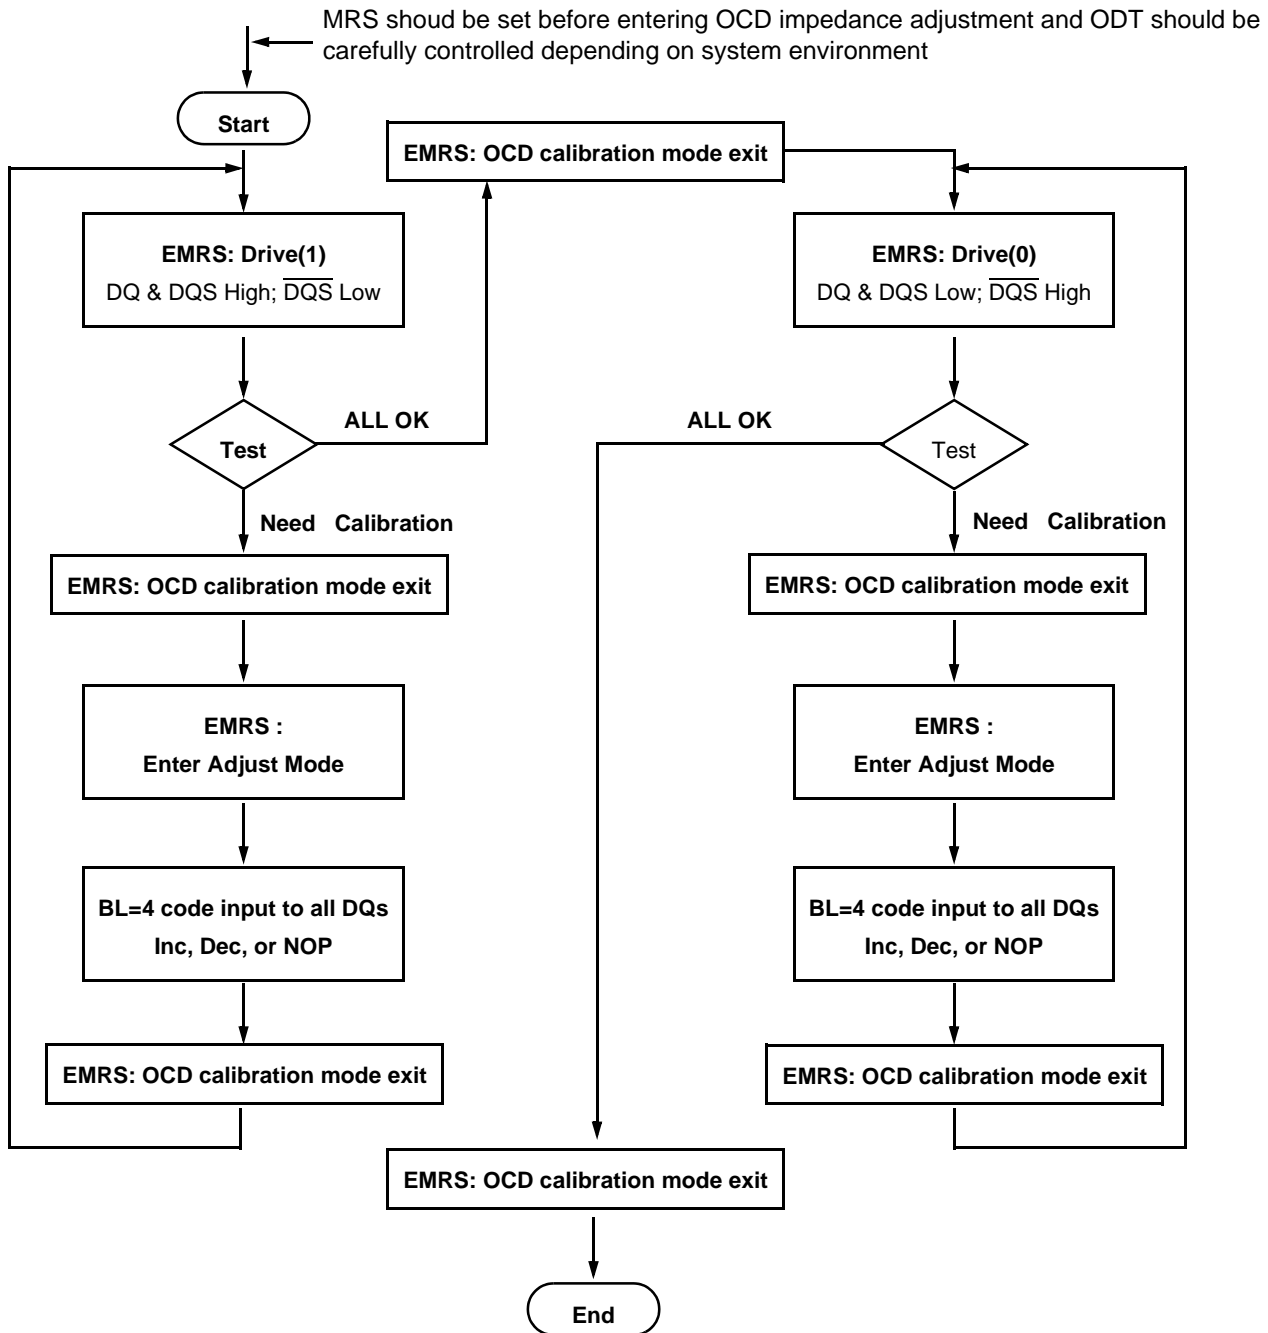 MRS shoud be set before entering OCD impedance adjustment and ODT should be
carefully controlled depending on system environment
Start
EMRS: OCD calibration mode exit
EMRS: Drive(1)
DQ & DQS High; D̅Q̅S̅ Low
EMRS: Drive(0)
DQ & DQS Low; D̅Q̅S̅ High
ALL OK
Test
ALL OK
Test
Need Calibration
Need Calibration
EMRS: OCD calibration mode exit
EMRS: OCD calibration mode exit
EMRS :
Enter Adjust Mode
EMRS :
Enter Adjust Mode
BL=4 code input to all DQs
Inc, Dec, or NOP
BL=4 code input to all DQs
Inc, Dec, or NOP
EMRS: OCD calibration mode exit
EMRS: OCD calibration mode exit
EMRS: OCD calibration mode exit
End